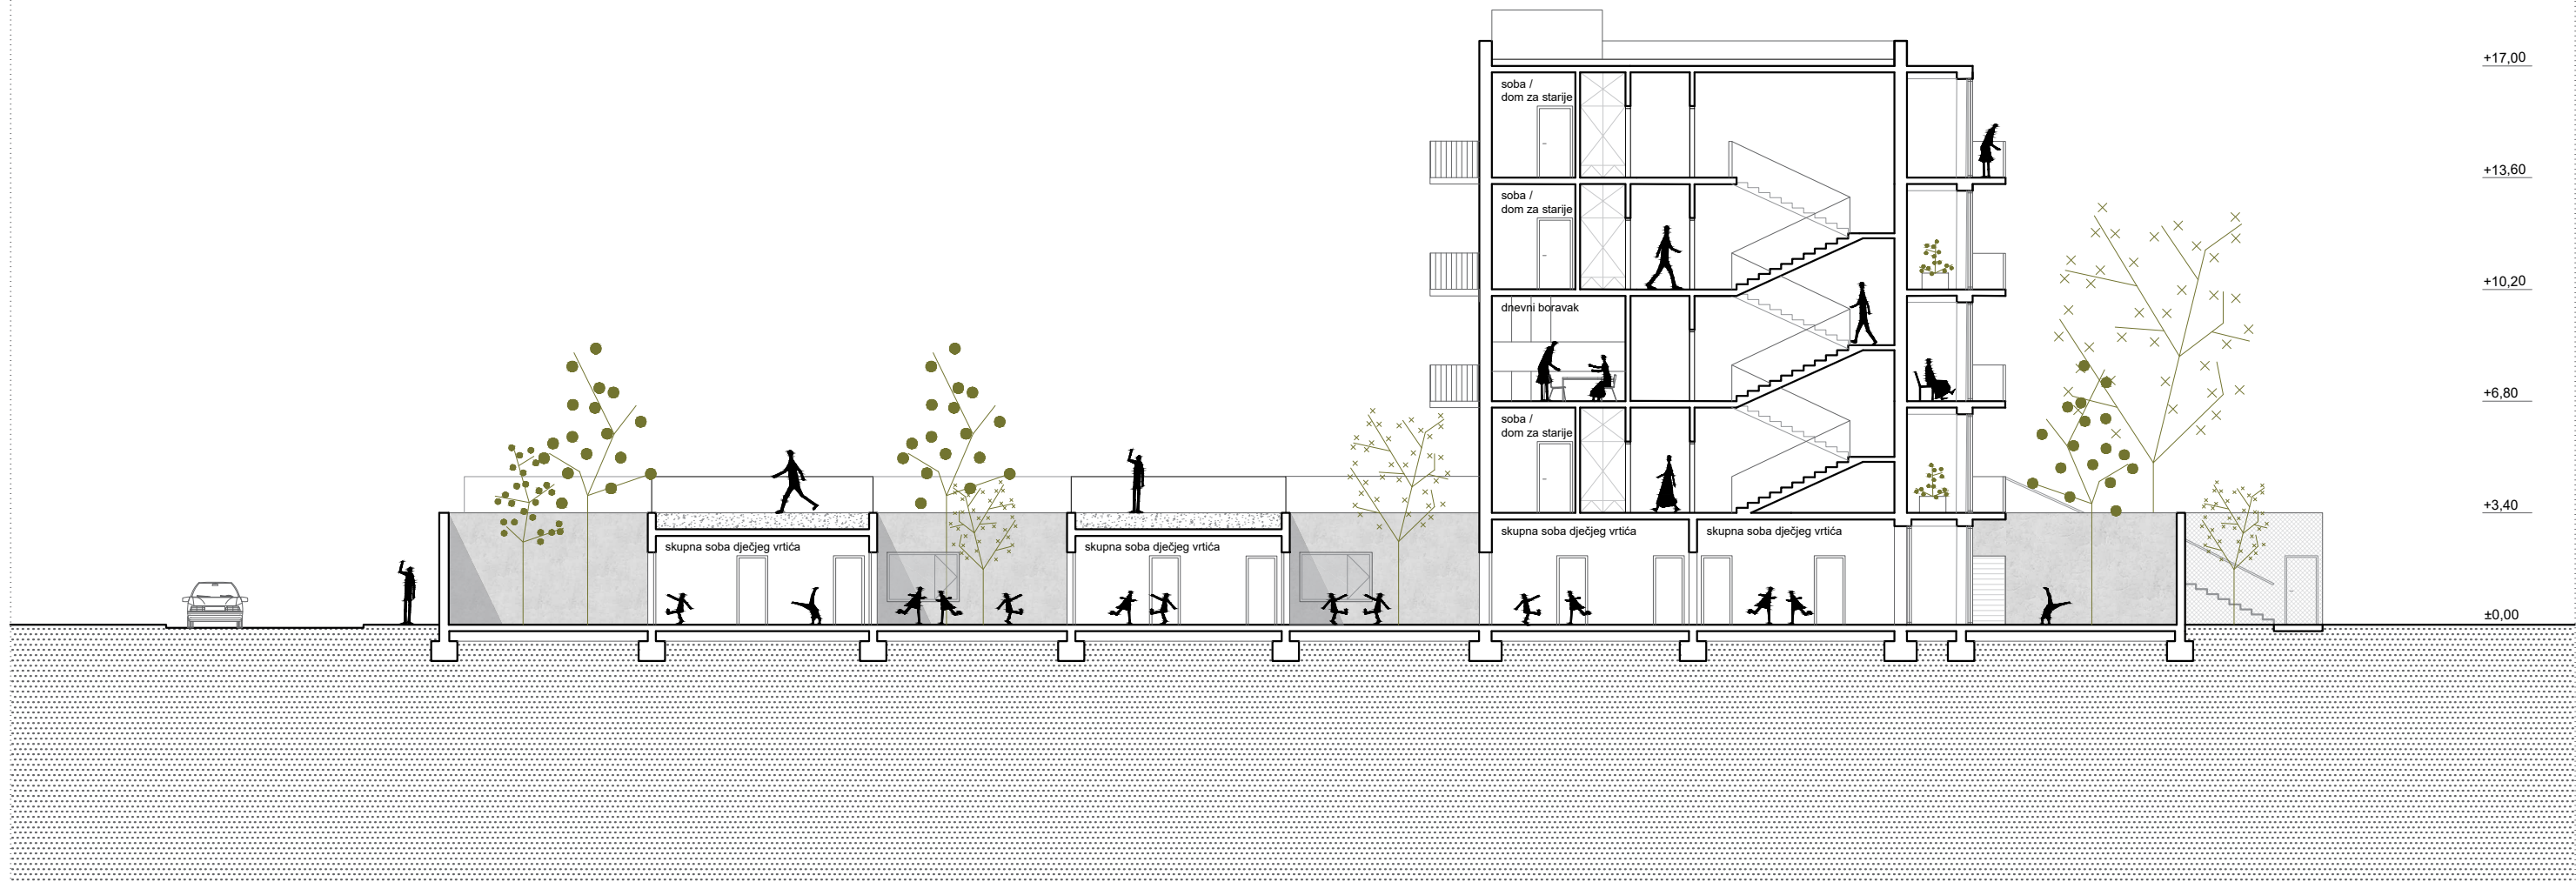 +17,00
soba /
dom za starije
+13,60
soba /
dom za starije
+10,20
dnevni boravak
+6,80
soba /
dom za starije
+3,40
skupna soba dječjeg vrtića
skupna soba dječjeg vrtića
skupna soba dječjeg vrtića
skupna soba dječjeg vrtića
±0,00